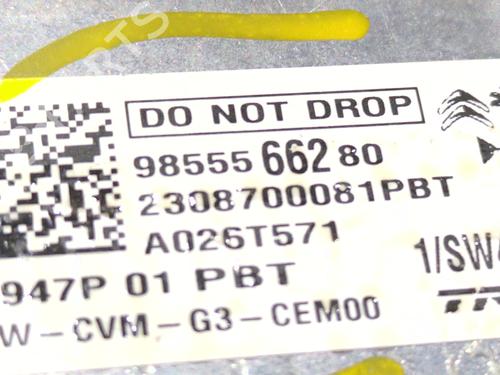 DO NOT DROP
98555 662 80
2308700081PBT
A026T571
947P 01 PBT
1/SW
W-CVM-G3-CEM00